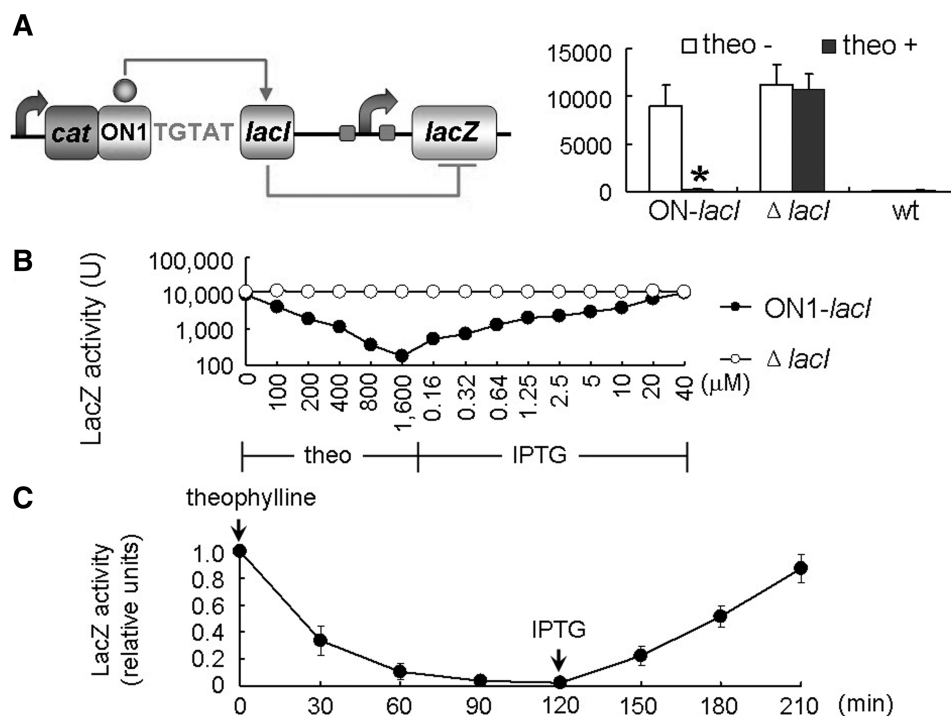 A
cat ON1 TGTAT lacI lacZ
15000
10000
5000
0
theo - theo +
*
ON-lacI Δ lacI wt
B
LacZ activity (U)
100,000
10,000
1,000
100
0 100 200 400 800 1,600 0.16 0.32 0.64 1.25 2.5 5 10 20 40 (μM)
theo IPTG
ON1-lacI
Δ lacI
C
theophylline
LacZ activity
(relative units)
1.0
0.8
0.6
0.4
0.2
0
IPTG
0 30 60 90 120 150 180 210 (min)